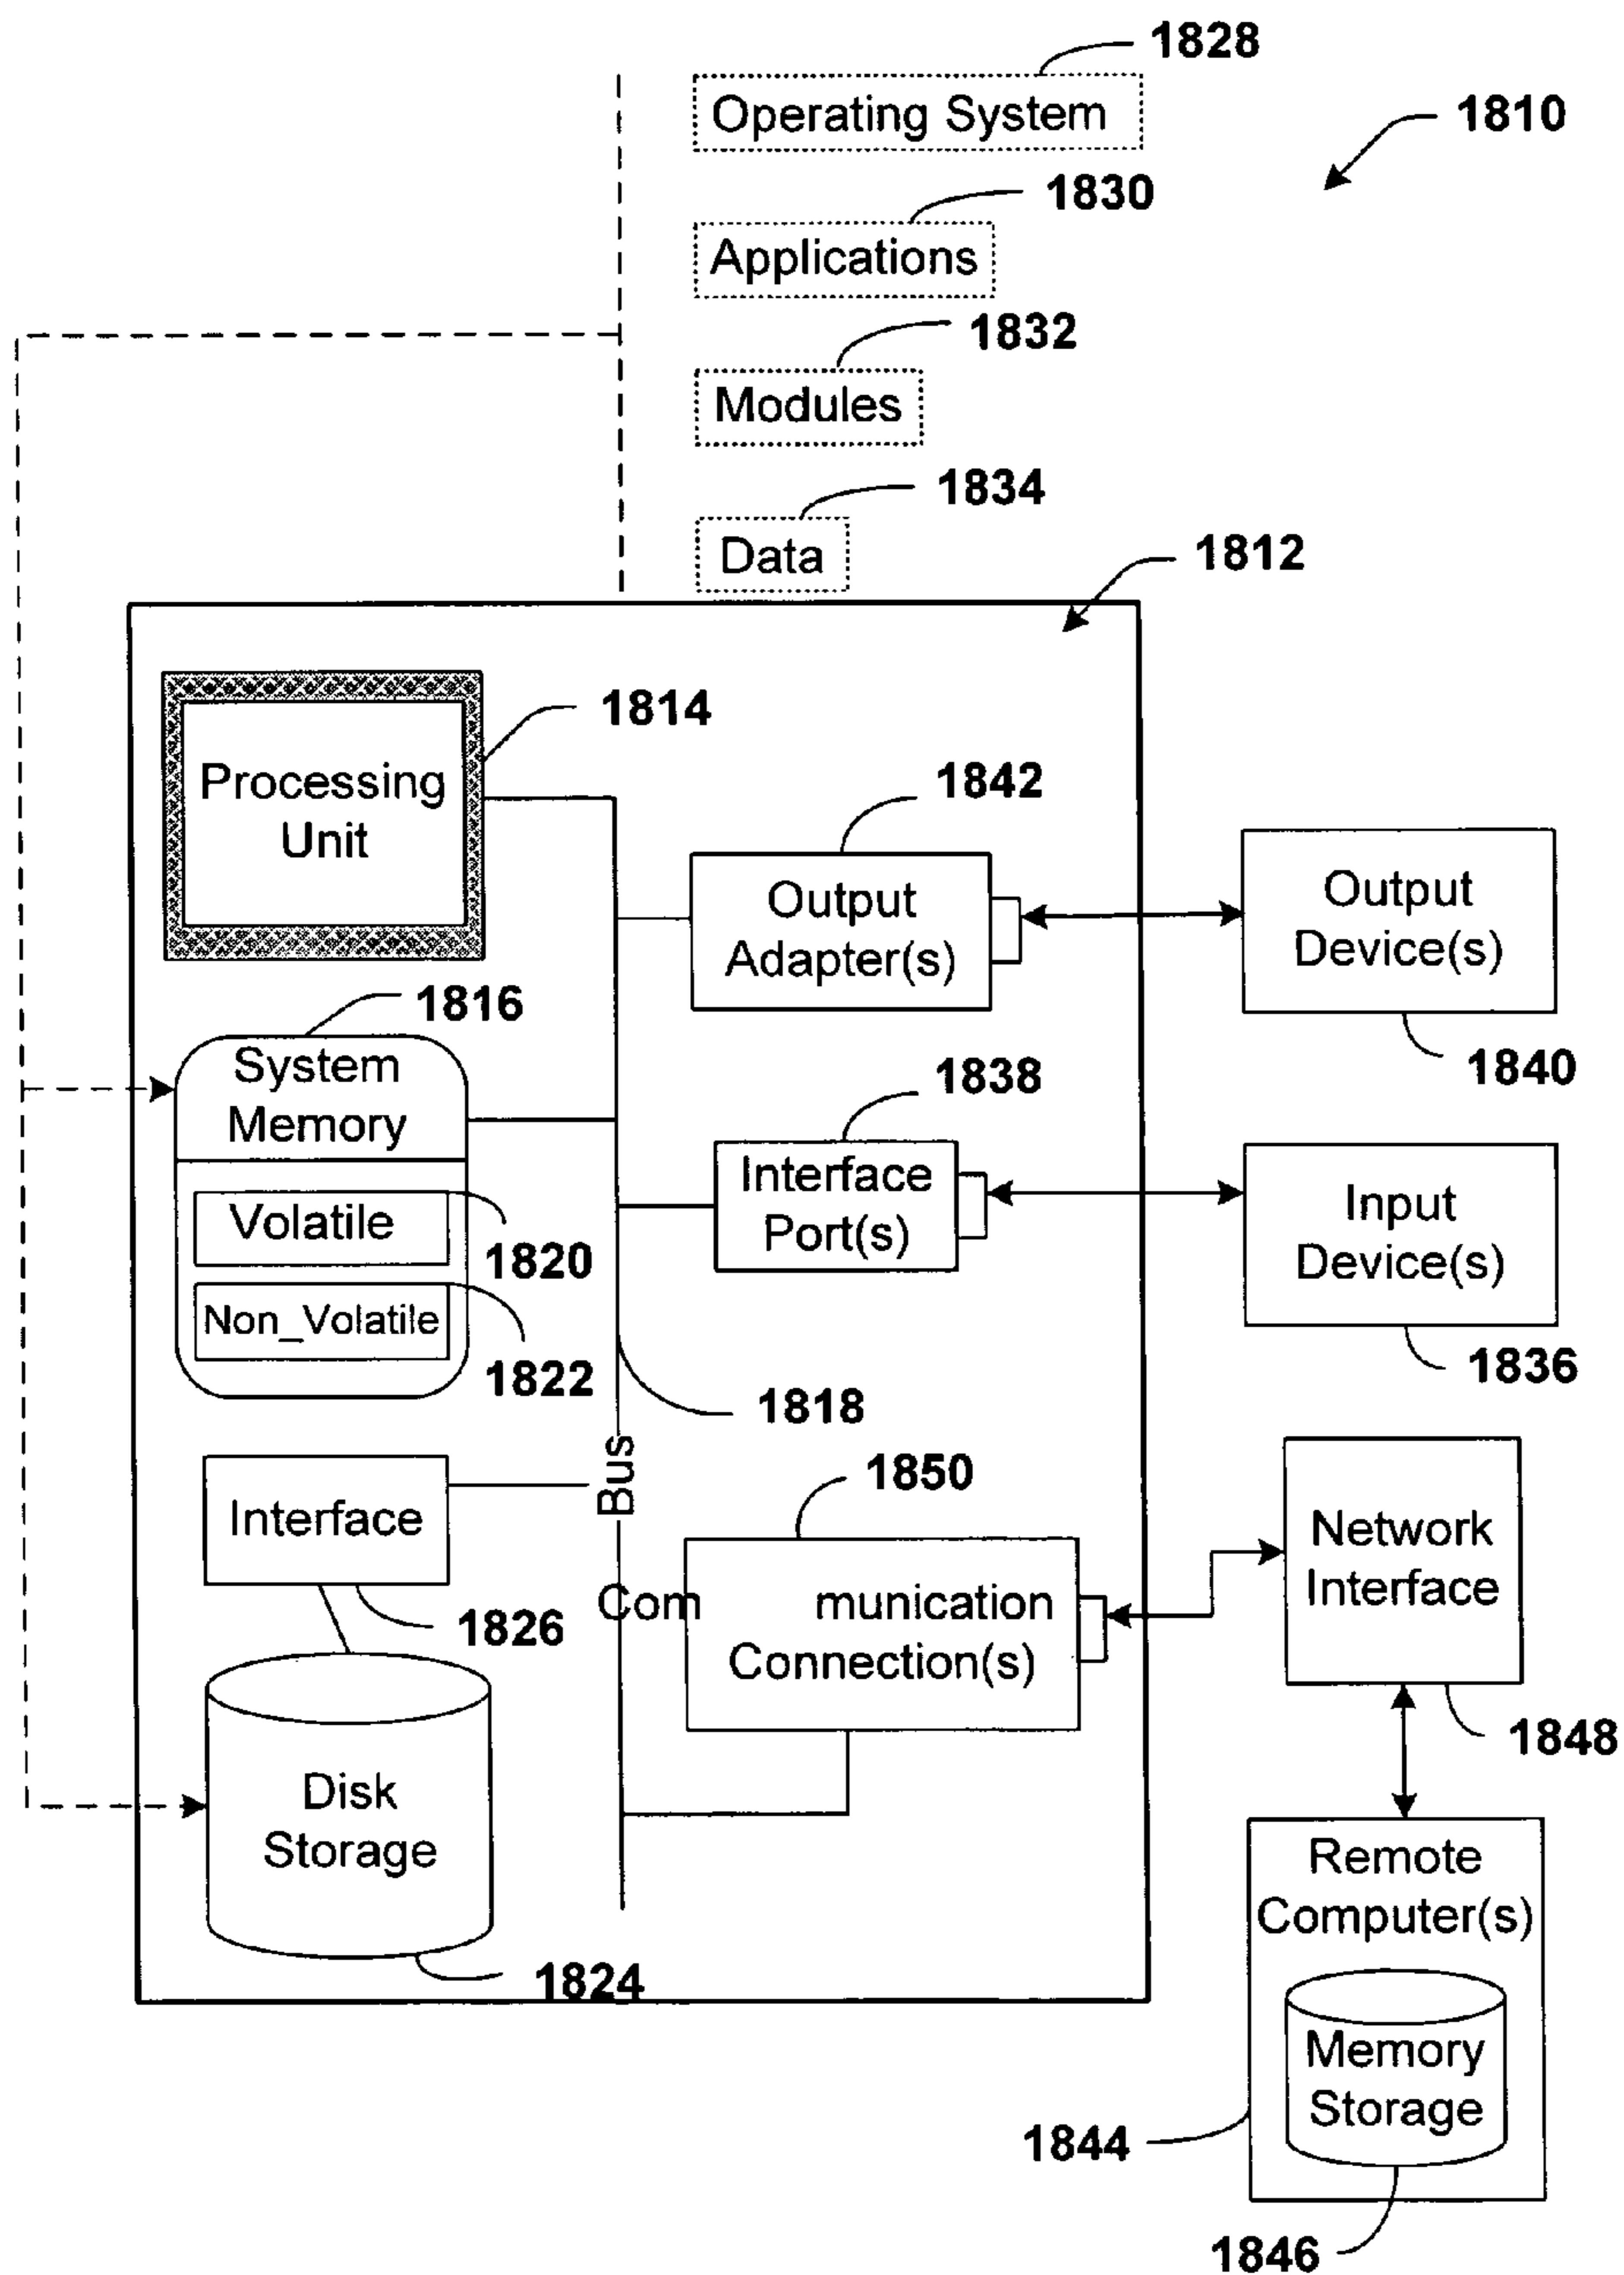 1828
Operating System
1810
1830
Applications
1832
Modules
1834
Data
1812
1814
Processing
Unit
1842
Output
Adapter(s)
Output
Device(s)
1840
1816
System
Memory
1838
Interface
Port(s)
Input
Device(s)
1836
Volatile
1820
Non_Volatile
1822
1818
Bus
1850
Interface
1826
Com munication
Connection(s)
Network
Interface
1848
Disk
Storage
1824
Remote
Computer(s)
Memory
Storage
1844
1846